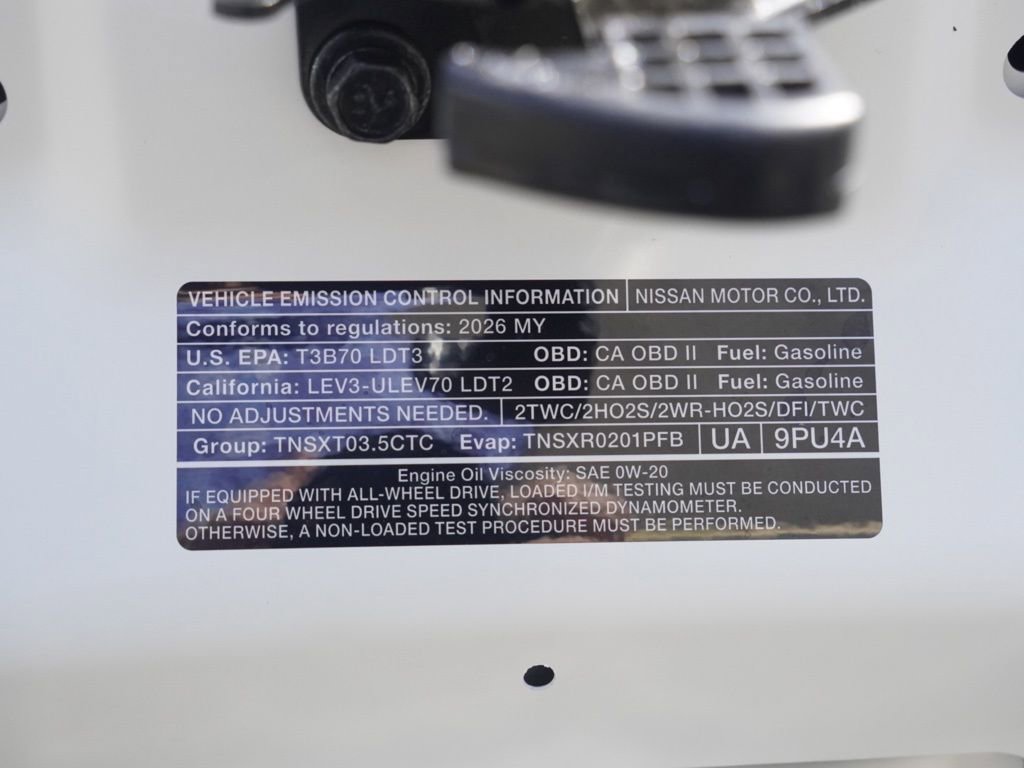 VEHICLE EMISSION CONTROL INFORMATION NISSAN MOTOR CO., LTD.
Conforms to regulations: 2026 MY
U.S. EPA: T3B70 LDT3 OBD: CA OBD II Fuel: Gasoline
California: LEV3-ULEV70 LDT2 OBD: CA OBD II Fuel: Gasoline
NO ADJUSTMENTS NEEDED. 2TWC/2HO2S/2WR-HO2S/DFI/TWC
Group: TNSXT03.5CTC Evap: TNSXR0201PFB UA 9PU4A
Engine Oil Viscosity: SAE 0W-20
IF EQUIPPED WITH ALL-WHEEL DRIVE, LOADED I/M TESTING MUST BE CONDUCTED
ON A FOUR WHEEL DRIVE SPEED SYNCHRONIZED DYNAMOMETER.
OTHERWISE, A NON-LOADED TEST PROCEDURE MUST BE PERFORMED.